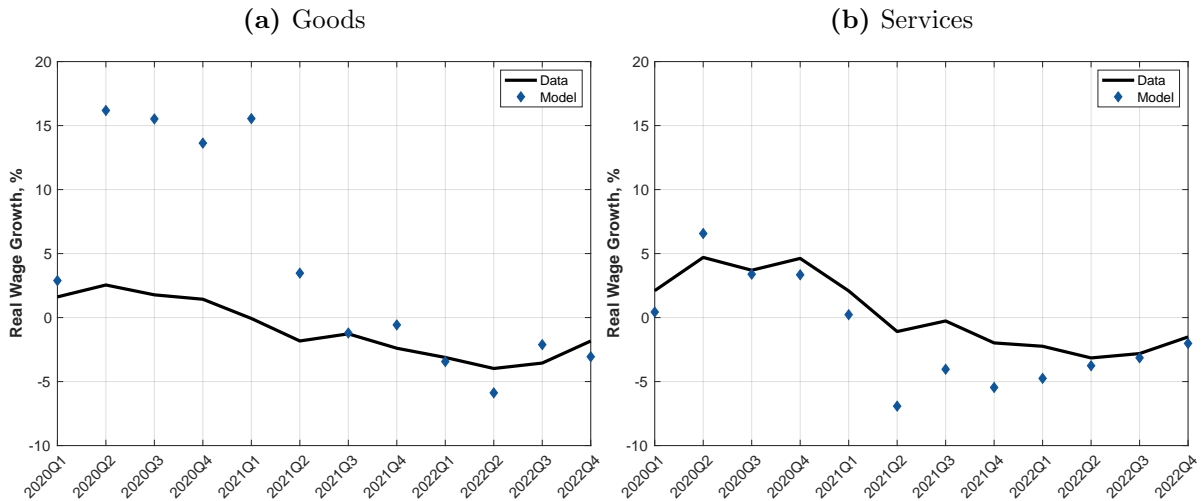 (a) Goods
Real Wage Growth, %
20
15
10
5
0
-5
-10
Data
Model
2020Q1
2020Q2
2020Q3
2020Q4
2021Q1
2021Q2
2021Q3
2021Q4
2022Q1
2022Q2
2022Q3
2022Q4
(b) Services
Real Wage Growth, %
20
15
10
5
0
-5
-10
Data
Model
2020Q1
2020Q2
2020Q3
2020Q4
2021Q1
2021Q2
2021Q3
2021Q4
2022Q1
2022Q2
2022Q3
2022Q4